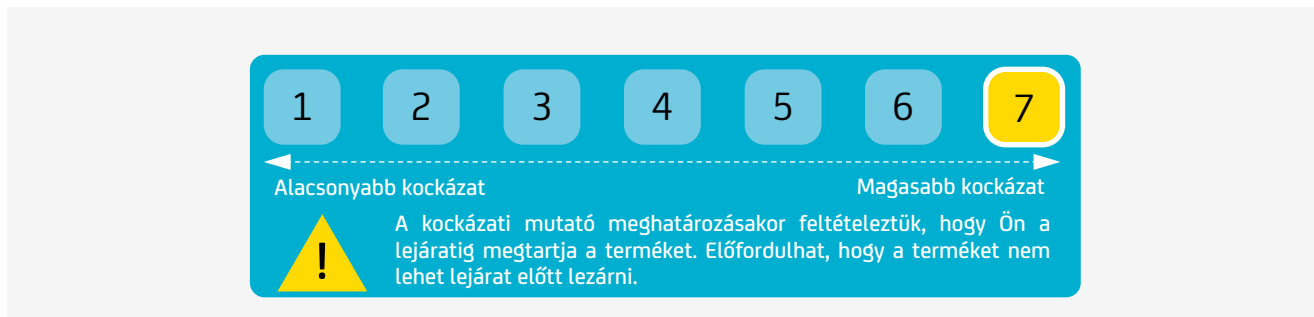 1 2 3 4 5 6 7
Alacsonyabb kockázat Magasabb kockázat
A kockázati mutató meghatározásakor feltételeztük, hogy Ön a
lejáratig megtartja a terméket. Előfordulhat, hogy a terméket nem
lehet lejárat előtt lezárni.
!